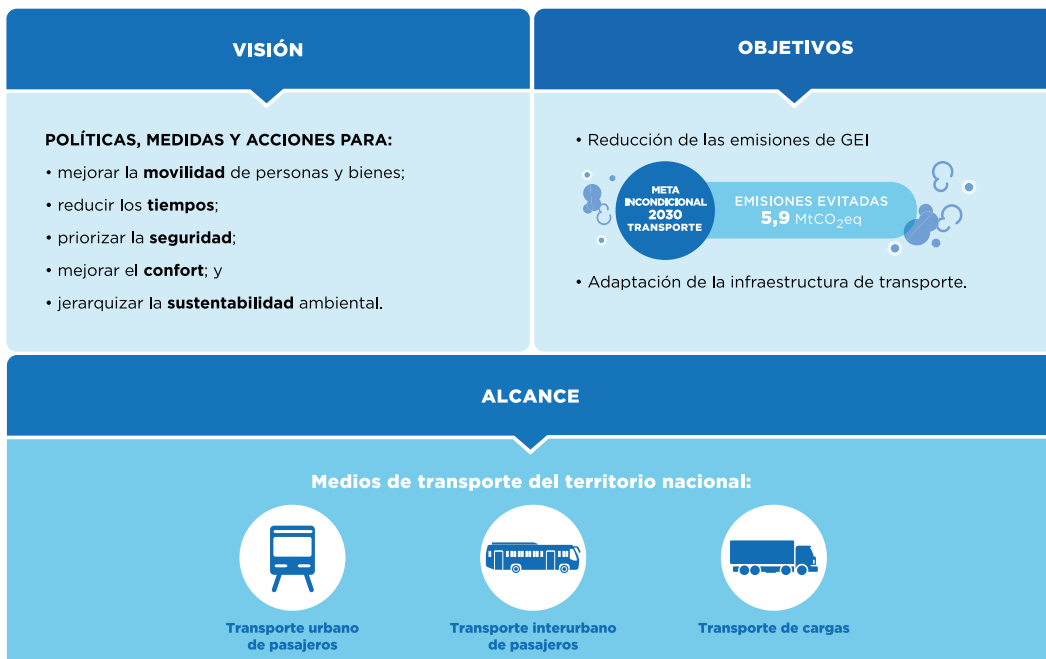 VISIÓN
POLÍTICAS, MEDIDAS Y ACCIONES PARA:
• mejorar la movilidad de personas y bienes;
• reducir los tiempos;
• priorizar la seguridad;
• mejorar el confort; y
• jerarquizar la sustentabilidad ambiental.
OBJETIVOS
• Reducción de las emisiones de GEI
META
INCONDICIONAL
2030
TRANSPORTE
EMISIONES EVITADAS
5,9 MtCO₂eq
• Adaptación de la infraestructura de transporte.
ALCANCE
Medios de transporte del territorio nacional:
Transporte urbano
de pasajeros
Transporte interurbano
de pasajeros
Transporte de cargas